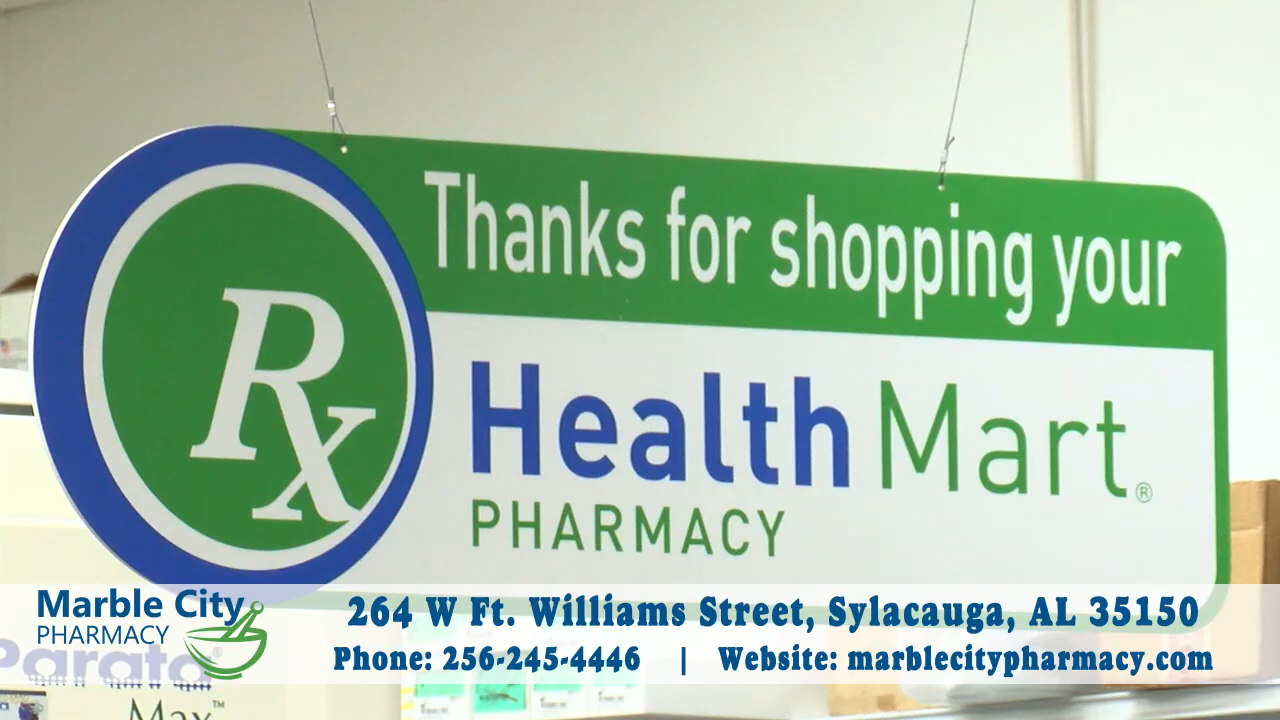 Thanks for shopping your
Rx
Health Mart®
PHARMACY
Marble City
PHARMACY
264 W Ft. Williams Street, Sylacauga, AL 35150
Phone: 256-245-4446 | Website: marblecitypharmacy.com
Parata®
Max™